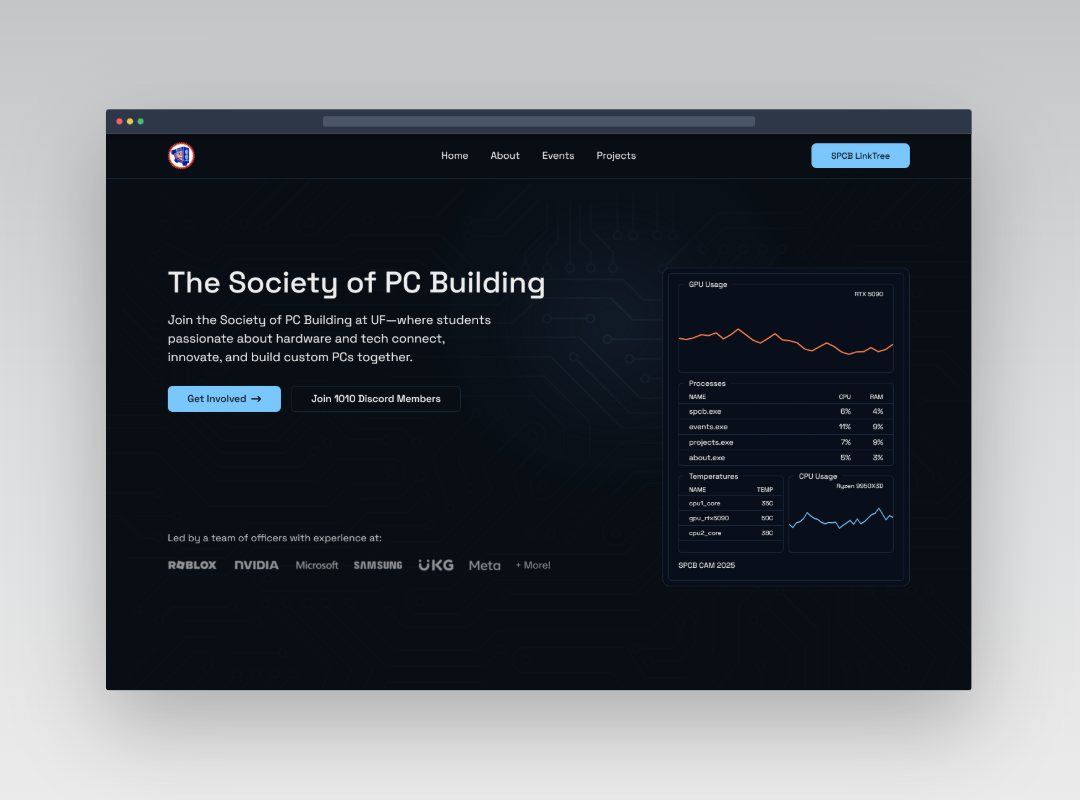 Home About Events Projects
SPCB LinkTree
The Society of PC Building
Join the Society of PC Building at UF—where students
passionate about hardware and tech connect,
innovate, and build custom PCs together.
Get Involved →
Join 1010 Discord Members
Led by a team of officers with experience at:
ROBLOX NVIDIA Microsoft SAMSUNG UKG Meta + More!
GPU Usage
RTX 5090
Processes
NAME CPU RAM
spcb.exe 6% 4%
events.exe 11% 9%
projects.exe 7% 9%
about.exe 5% 3%
Temperatures
NAME TEMP
cpu1_core 36C
gpu_rtx5090 50C
cpu2_core 38C
CPU Usage
Ryzen 9950X3D
SPCB CAM 2025